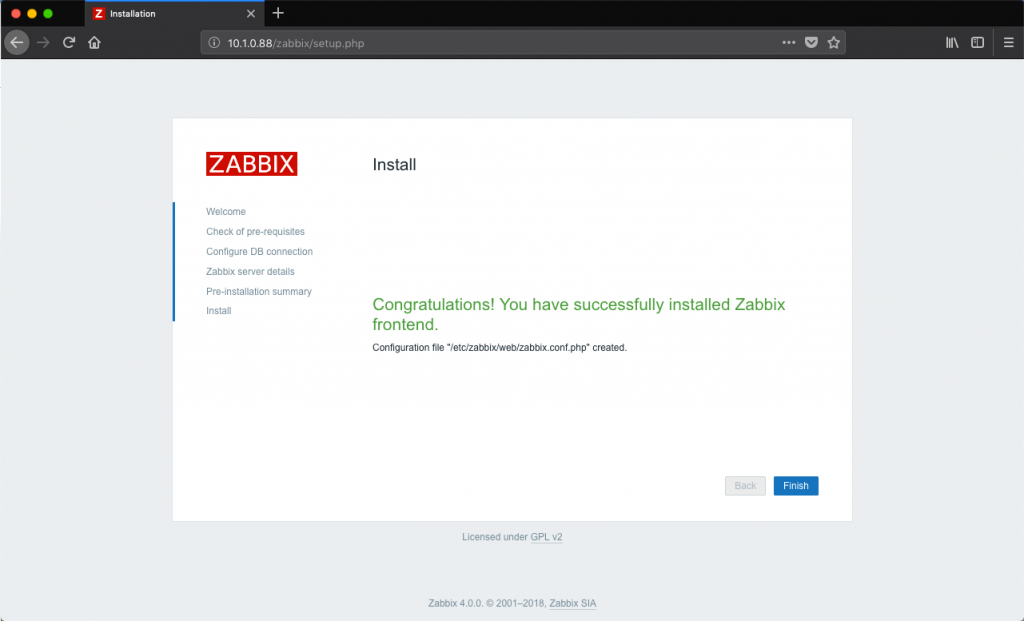 Z Installation
10.1.0.88/zabbix/setup.php
ZABBIX
Install
Welcome
Check of pre-requisites
Configure DB connection
Zabbix server details
Pre-installation summary
Install
Congratulations! You have successfully installed Zabbix
frontend.
Configuration file "/etc/zabbix/web/zabbix.conf.php" created.
Back
Finish
Licensed under GPL v2
Zabbix 4.0.0. © 2001–2018, Zabbix SIA